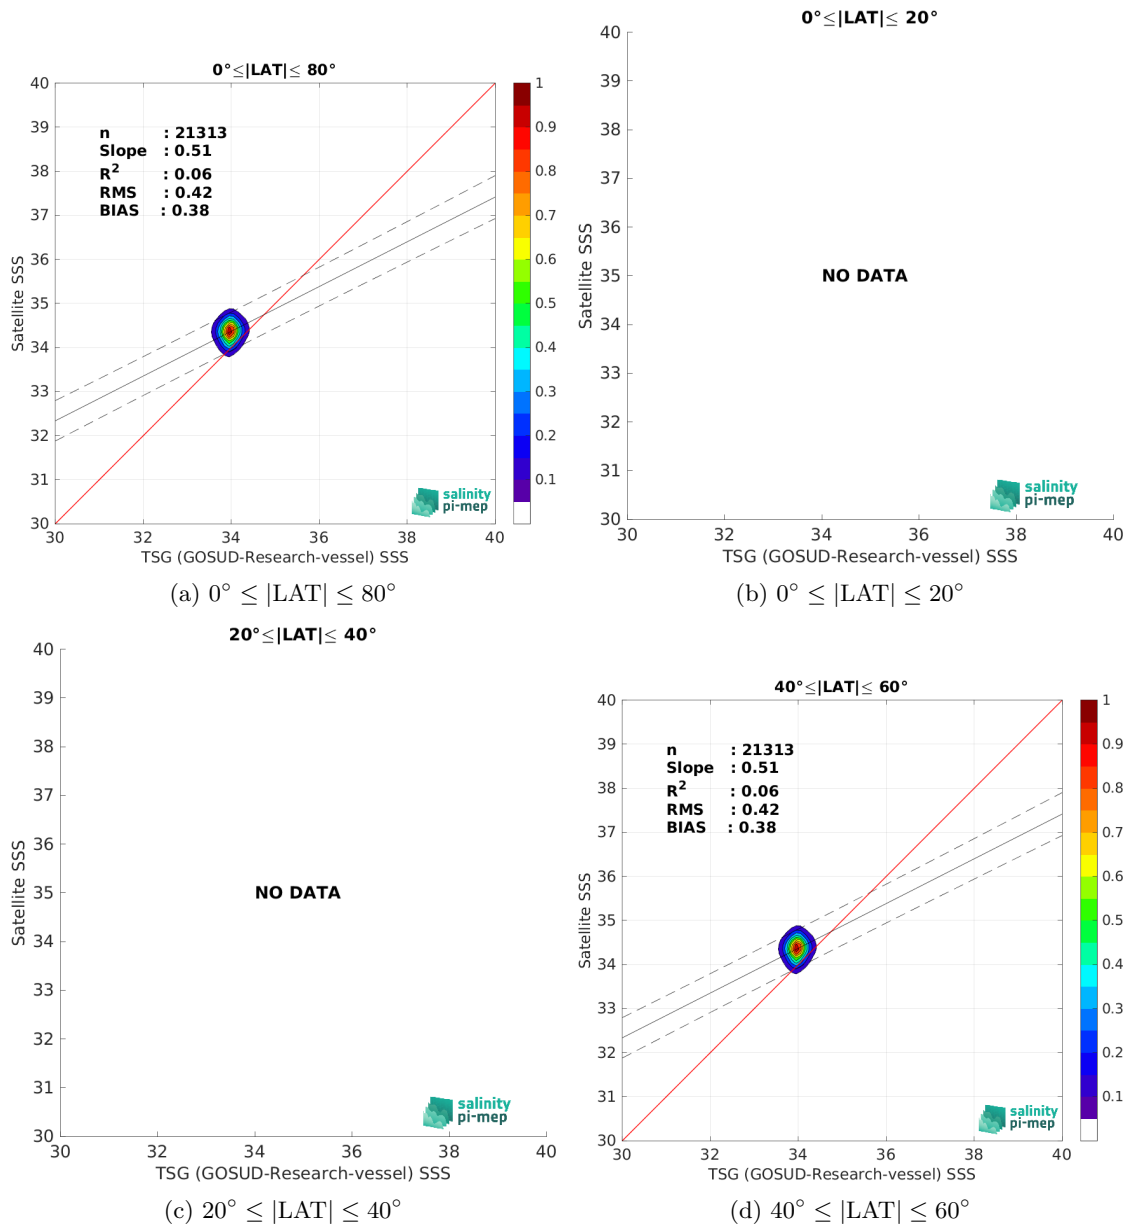 0°≤|LAT|≤ 80°
40
39
38
37
36
35
34
33
32
31
30
n : 21313
Slope : 0.51
R² : 0.06
RMS : 0.42
BIAS : 0.38
Satellite SSS
30 32 34 36 38 40
TSG (GOSUD-Research-vessel) SSS
salinity
pi-mep
1
0.9
0.8
0.7
0.6
0.5
0.4
0.3
0.2
0.1
(a) 0° ≤ |LAT| ≤ 80°
0°≤|LAT|≤ 20°
40
39
38
37
36
35
34
33
32
31
30
NO DATA
Satellite SSS
30 32 34 36 38 40
TSG (GOSUD-Research-vessel) SSS
salinity
pi-mep
(b) 0° ≤ |LAT| ≤ 20°
20°≤|LAT|≤ 40°
40
39
38
37
36
35
34
33
32
31
30
NO DATA
Satellite SSS
30 32 34 36 38 40
TSG (GOSUD-Research-vessel) SSS
salinity
pi-mep
(c) 20° ≤ |LAT| ≤ 40°
40°≤|LAT|≤ 60°
40
39
38
37
36
35
34
33
32
31
30
n : 21313
Slope : 0.51
R² : 0.06
RMS : 0.42
BIAS : 0.38
Satellite SSS
30 32 34 36 38 40
TSG (GOSUD-Research-vessel) SSS
salinity
pi-mep
1
0.9
0.8
0.7
0.6
0.5
0.4
0.3
0.2
0.1
(d) 40° ≤ |LAT| ≤ 60°